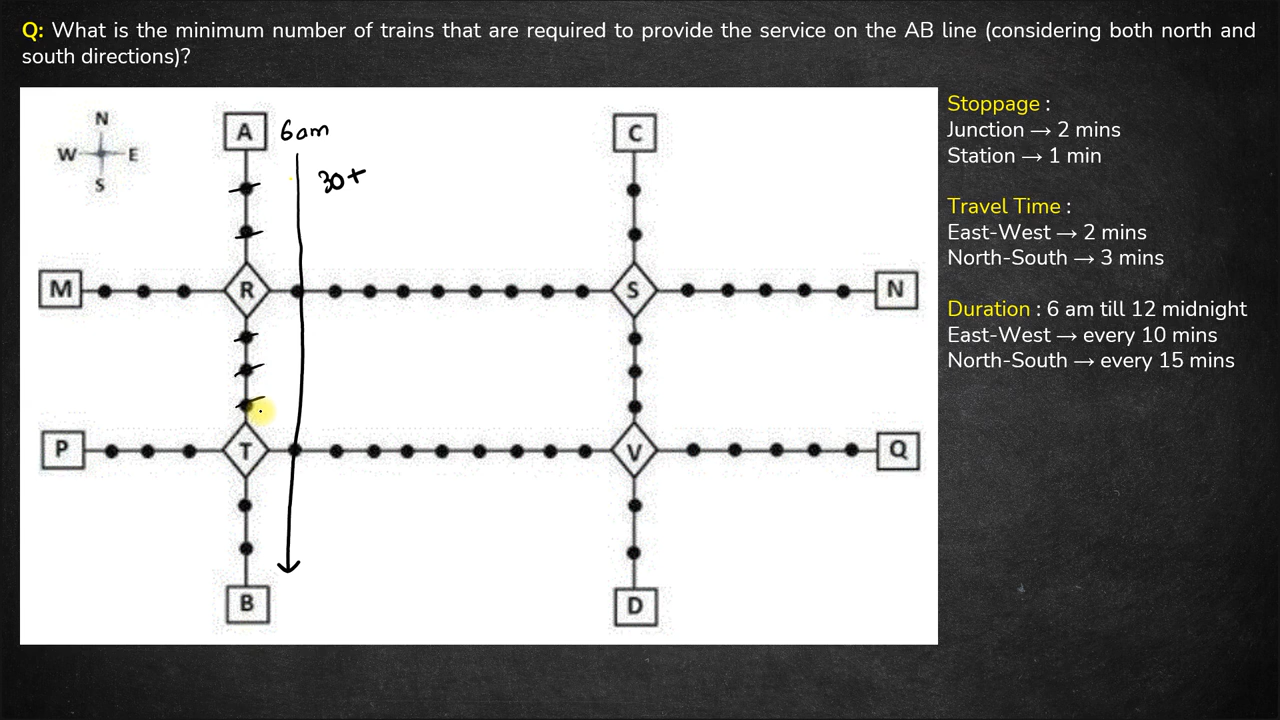 Q: What is the minimum number of trains that are required to provide the service on the AB line (considering both north and
south directions)?
N
W E
S
A 6am
C
30+
M R S N
P T V Q
B
D
Stoppage :
Junction → 2 mins
Station → 1 min
Travel Time :
East-West → 2 mins
North-South → 3 mins
Duration : 6 am till 12 midnight
East-West → every 10 mins
North-South → every 15 mins